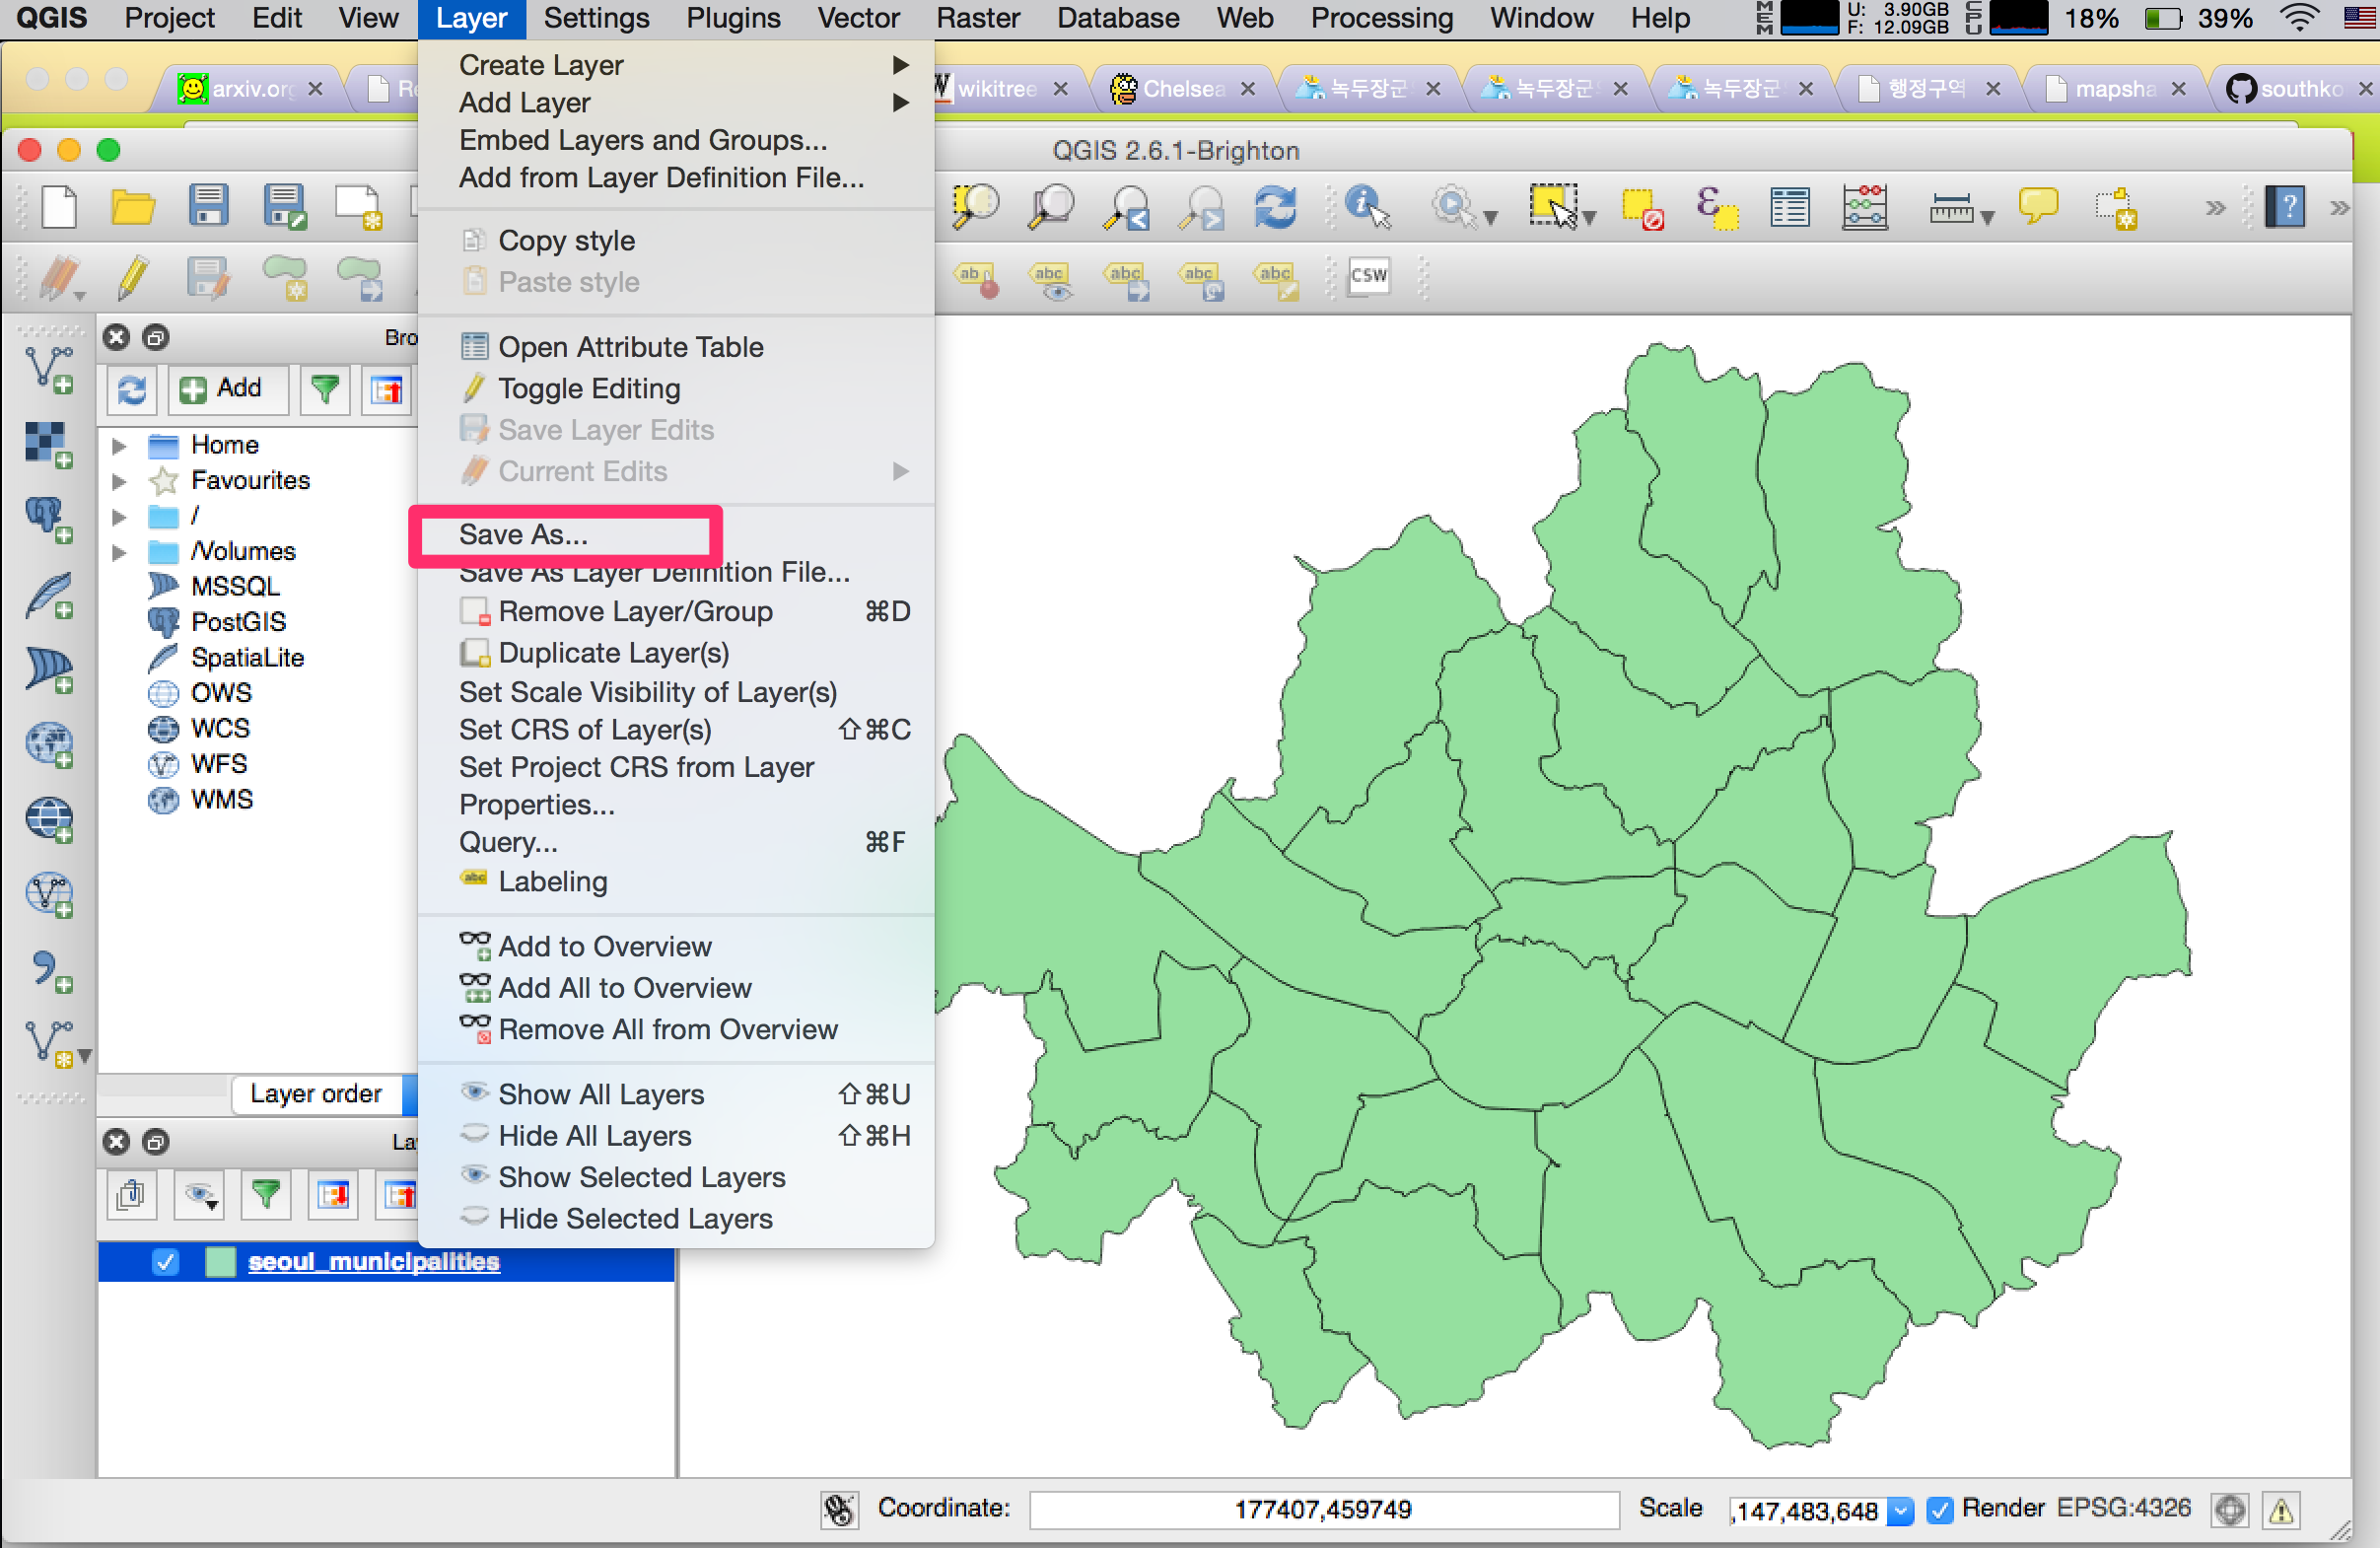 QGIS Project Edit View Layer Settings Plugins Vector Raster Database Web Processing Window Help MEM U: 3.90GB F: 12.09GB CPU 18% 39%
arxiv.org Re wikitree Chelsea 녹두장군 녹두장군 녹두장군 행정구역 mapsha southko
QGIS 2.6.1-Brighton
Create Layer
Add Layer
Embed Layers and Groups...
Add from Layer Definition File...
Copy style
Paste style
Open Attribute Table
Toggle Editing
Save Layer Edits
Current Edits
Save As...
Save As Layer Definition File...
Remove Layer/Group ⌘D
Duplicate Layer(s)
Set Scale Visibility of Layer(s)
Set CRS of Layer(s) ⇧⌘C
Set Project CRS from Layer
Properties...
Query... ⌘F
Labeling
Add to Overview
Add All to Overview
Remove All from Overview
Show All Layers ⇧⌘U
Hide All Layers ⇧⌘H
Show Selected Layers
Hide Selected Layers
ab abc abc abc abc CSW
Bro
Add
Home
Favourites
/
/Volumes
MSSQL
PostGIS
SpatiaLite
OWS
WCS
WFS
WMS
Layer order
La
seoul_municipalities
Coordinate: 177407,459749 Scale ,147,483,648 Render EPSG:4326